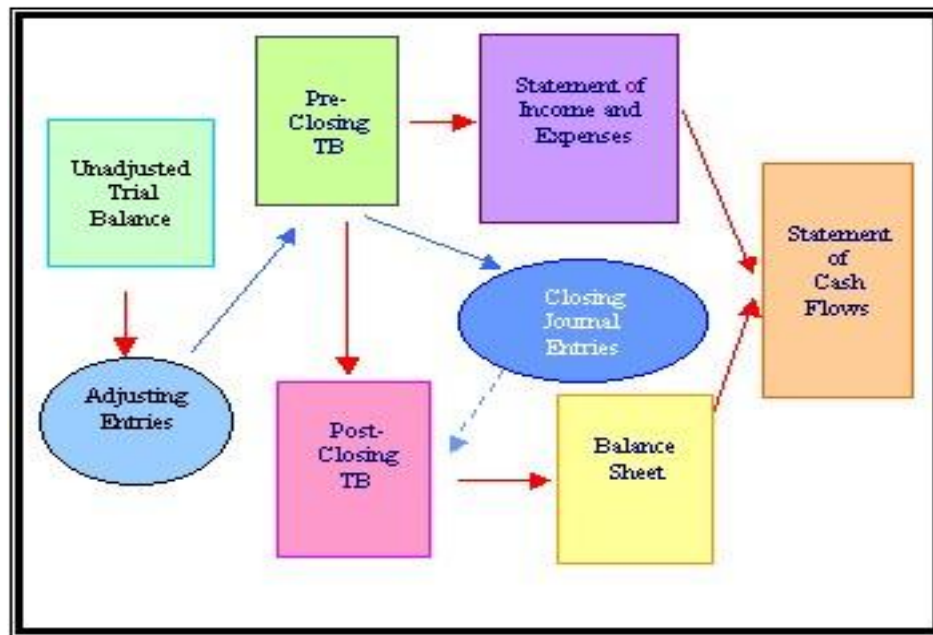 Unadjusted
Trial
Balance
Adjusting
Entries
Pre-
Closing
TB
Statement of
Income and
Expenses
Closing
Journal
Entries
Post-
Closing
TB
Balance
Sheet
Statement
of
Cash
Flows